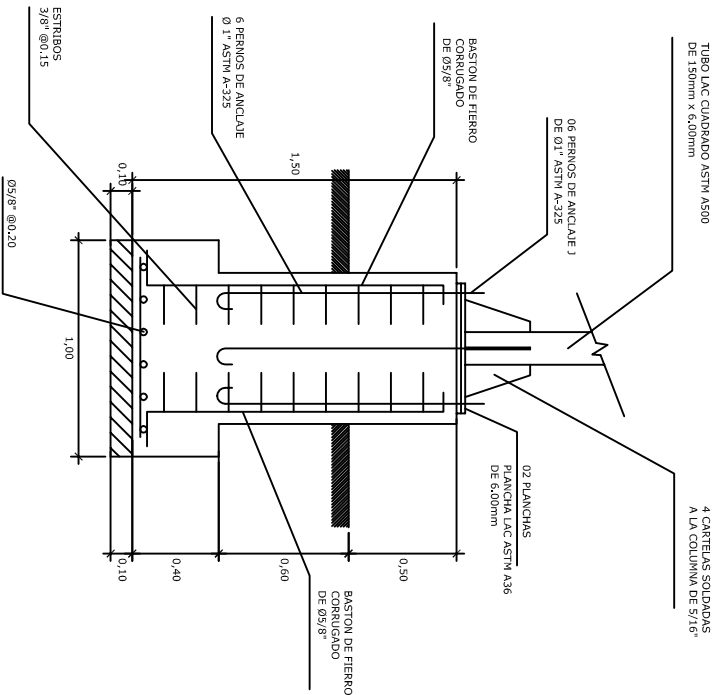 TUBO LAC CUADRADO ASTM A500
DE 150mm x 6.00mm
4 CARTELAS SOLDADAS
A LA COLUMNA DE 5/16"
06 PERNOS DE ANCLAJE J
DE Ø1" ASTM A-325
02 PLANCHAS
PLANCHA LAC ASTM A36
DE 6.00mm
BASTON DE FIERRO
CORRUGADO
DE Ø5/8"
6 PERNOS DE ANCLAJE
Ø 1" ASTM A-325
BASTON DE FIERRO
CORRUGADO
DE Ø5/8"
ESTRIBOS
3/8" @0.15
Ø5/8" @0.20
1,50
0,10
0,50
0,60
0,40
0,10
1,00